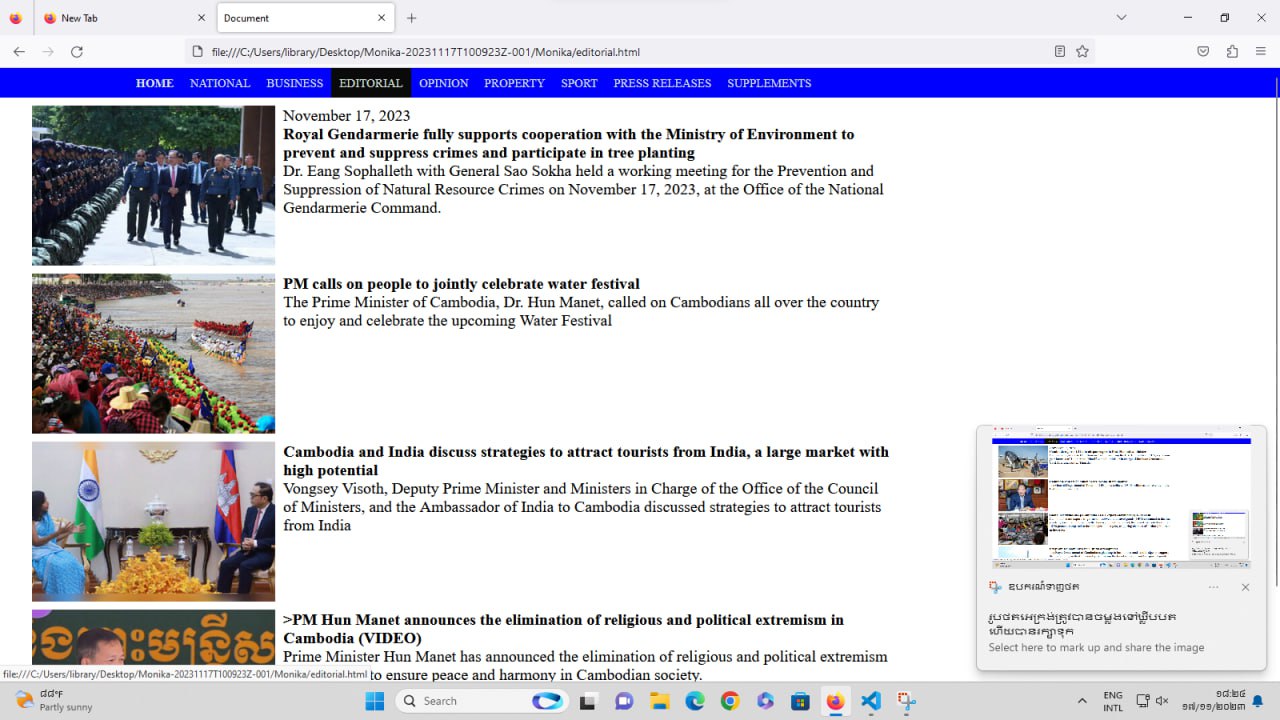 New Tab
Document
file:///C:/Users/library/Desktop/Monika-20231117T100923Z-001/Monika/editorial.html
HOME NATIONAL BUSINESS EDITORIAL OPINION PROPERTY SPORT PRESS RELEASES SUPPLEMENTS
November 17, 2023
Royal Gendarmerie fully supports cooperation with the Ministry of Environment to
prevent and suppress crimes and participate in tree planting
Dr. Eang Sophalleth with General Sao Sokha held a working meeting for the Prevention and
Suppression of Natural Resource Crimes on November 17, 2023, at the Office of the National
Gendarmerie Command.
PM calls on people to jointly celebrate water festival
The Prime Minister of Cambodia, Dr. Hun Manet, called on Cambodians all over the country
to enjoy and celebrate the upcoming Water Festival
Cambodia and India discuss strategies to attract tourists from India, a large market with
high potential
Vongsey Visoth, Deputy Prime Minister and Ministers in Charge of the Office of the Council
of Ministers, and the Ambassador of India to Cambodia discussed strategies to attract tourists
from India
>PM Hun Manet announces the elimination of religious and political extremism in
Cambodia (VIDEO)
Prime Minister Hun Manet has announced the elimination of religious and political extremism
to ensure peace and harmony in Cambodian society.
file:///C:/Users/library/Desktop/Monika-20231117T100923Z-001/Monika/editorial.html
ឧបករណ៍ទាញផត
រូបថតអេក្រង់ត្រូវបានចម្លងទៅឃ្លីបបត
ហើយបានរក្សាទុក
Select here to mark up and share the image
៨៨°F
Partly sunny
Search
ENG
INTL
១៨:២៤
១៧/១១/២០២៣